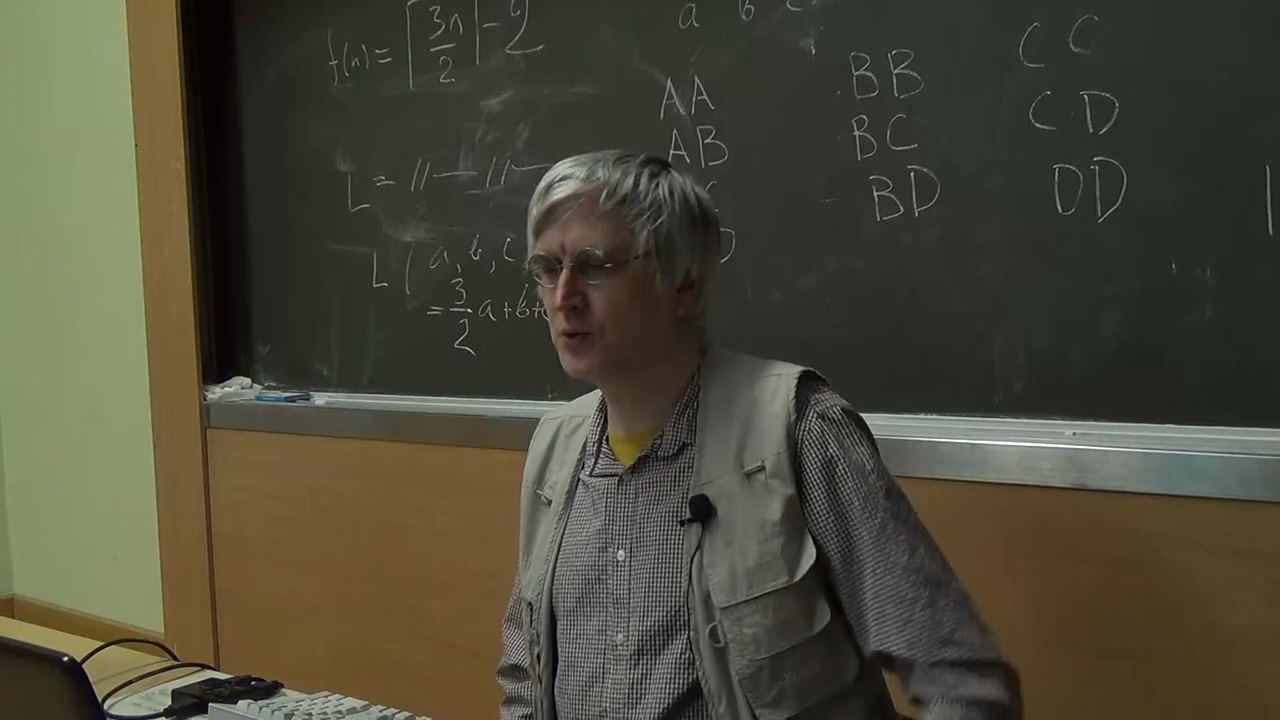 f(n) = ⌈3n/2⌉ - 2
a b c
AA
AB
BB
BC
BD
CC
CD
DD
L = //— //—
L(a, b, c
= 3/2 a + b +